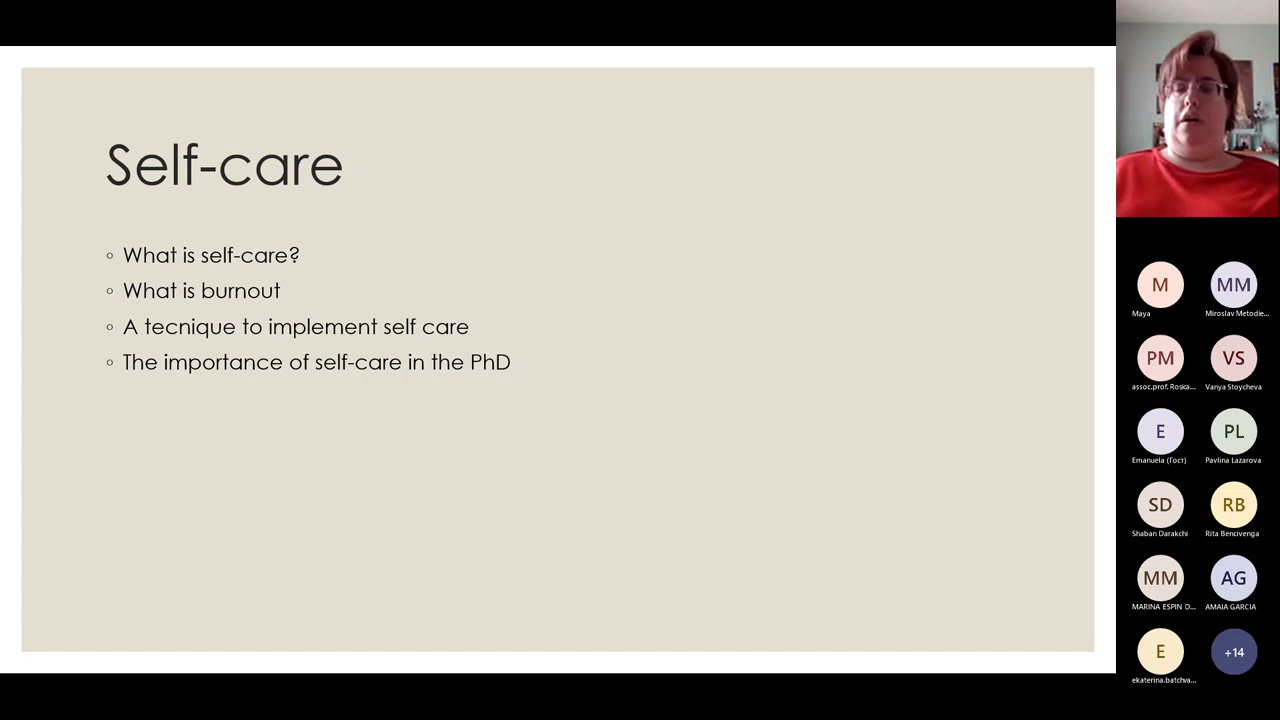 Self-care
◦ What is self-care?
◦ What is burnout
◦ A tecnique to implement self care
◦ The importance of self-care in the PhD
M
MM
Maya
Miroslav Metodie...
PM
VS
assoc.prof. Rosica...
Vanya Stoycheva
E
PL
Emanuela (Гост)
Pavlina Lazarova
SD
RB
Shaban Darakchi
Rita Bencivenga
MM
AG
MARINA ESPIN D...
AMAIA GARCIA
E
+14
ekaterina.batchva...